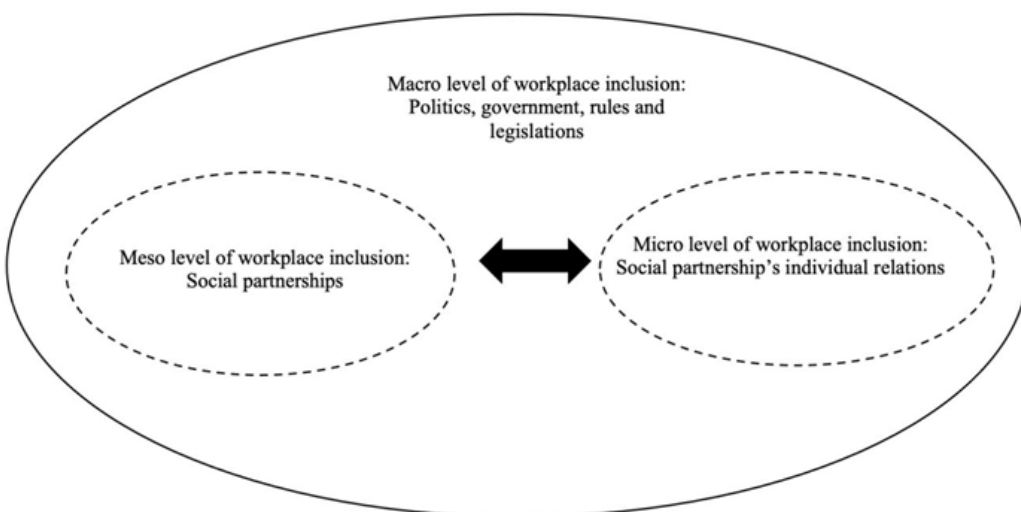 Macro level of workplace inclusion:
Politics, government, rules and
legislations
Meso level of workplace inclusion:
Social partnerships
Micro level of workplace inclusion:
Social partnership's individual relations